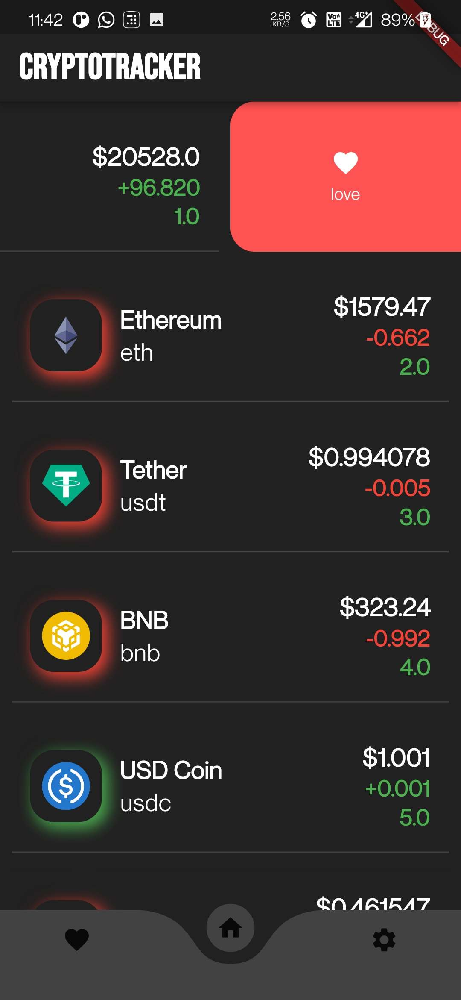 11:42
2.56
KB/S
Vo
LTE
4G+
89%
DEBUG
CRYPTOTRACKER
$20528.0
+96.820
1.0
love
Ethereum
eth
$1579.47
-0.662
2.0
Tether
usdt
$0.994078
-0.005
3.0
BNB
bnb
$323.24
-0.992
4.0
USD Coin
usdc
$1.001
+0.001
5.0
$0.461547